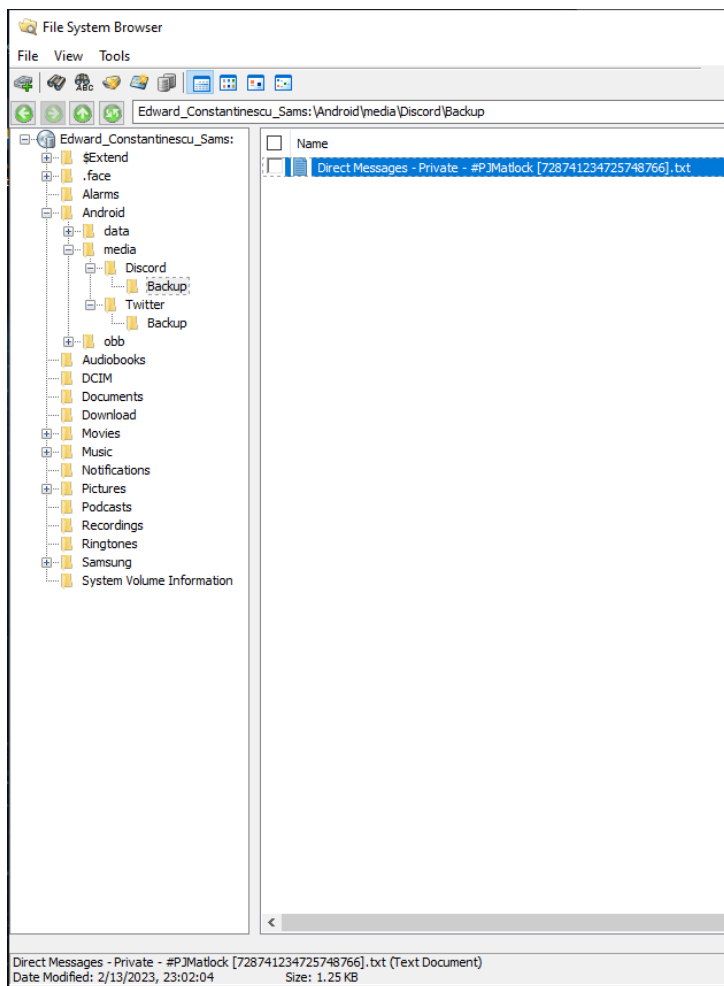 File System Browser
File View Tools
ABC
Edward_Constantinescu_Sams:\Android\media\Discord\Backup
Edward_Constantinescu_Sams:
$Extend
.face
Alarms
Android
data
media
Discord
Backup
Twitter
Backup
obb
Audiobooks
DCIM
Documents
Download
Movies
Music
Notifications
Pictures
Podcasts
Recordings
Ringtones
Samsung
System Volume Information
Name
Direct Messages - Private - #PJMatlock [728741234725748766].txt
Direct Messages - Private - #PJMatlock [728741234725748766].txt (Text Document)
Date Modified: 2/13/2023, 23:02:04 Size: 1.25 KB